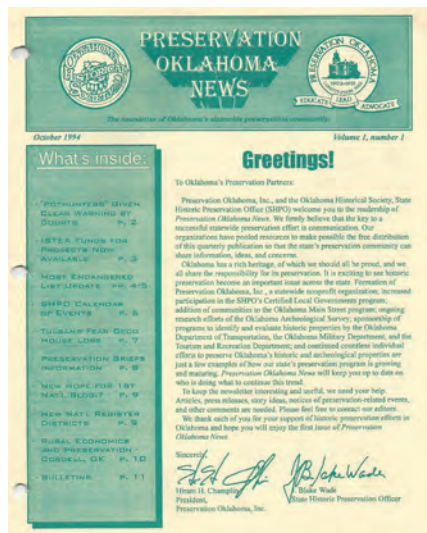 PRESERVATION
OKLAHOMA
NEWS
OKLAHOMA
HISTORICAL
PRESERVATION OKLAHOMA
EDUCATE LEAD ADVOCATE
The newsletter of Oklahoma's statewide preservation community.
October 1994
Volume 1, number 1
What's inside:
"POTHUNTERS" GIVEN
CLEAR WARNING BY
COURTS P. 2
ISTEA FUNDS FOR
PROJECTS NOW
AVAILABLE P. 3
MOST ENDANGERED
LIST UPDATE PP. 4/5
SHPO CALENDAR
OF EVENTS P. 6
TULSANS FEAR DECO
HOUSE LOSS P. 7
PRESERVATION BRIEFS
INFORMATION P. 8
NEW HOPE FOR 1ST
NAT'L BLDG.? P. 9
NEW NAT'L REGISTER
DISTRICTS P. 9
RURAL ECONOMICS
AND PRESERVATION -
CORDELL, OK P. 10
BULLETINS P. 11
Greetings!
To Oklahoma's Preservation Partners:
Preservation Oklahoma, Inc., and the Oklahoma Historical Society, State
Historic Preservation Office (SHPO) welcome you to the readership of
Preservation Oklahoma News. We firmly believe that the key to a
successful statewide preservation effort is communication. Our
organizations have pooled resources to make possible the free distribution
of this quarterly publication so that the state's preservation community can
share information, ideas, and concerns.
Oklahoma has a rich heritage, of which we should all be proud, and we
all share the responsibility for its preservation. It is exciting to see historic
preservation become an important issue across the state. Formation of
Preservation Oklahoma, Inc., a statewide nonprofit organization; increased
participation in the SHPO's Certified Local Governments program;
addition of communities to the Oklahoma Main Street program; ongoing
research efforts of the Oklahoma Archeological Survey; sponsorship of
programs to identify and evaluate historic properties by the Oklahoma
Department of Transportation, the Oklahoma Military Department, and the
Tourism and Recreation Department; and continued countless individual
efforts to preserve Oklahoma's historic and archeological properties are
just a few examples of how our state's preservation program is growing
and maturing. Preservation Oklahoma News will keep you up to date on
who is doing what to continue this trend.
To keep the newsletter interesting and useful, we need your help.
Articles, press releases, story ideas, notices of preservation-related events,
and other comments are needed. Please feel free to contact our editors.
We thank each of you for your support of historic preservation efforts in
Oklahoma and hope you will enjoy the first issue of Preservation
Oklahoma News.
Sincerely,
Hiram H. Champlin J. Blake Wade
President, State Historic Preservation Officer
Preservation Oklahoma, Inc.